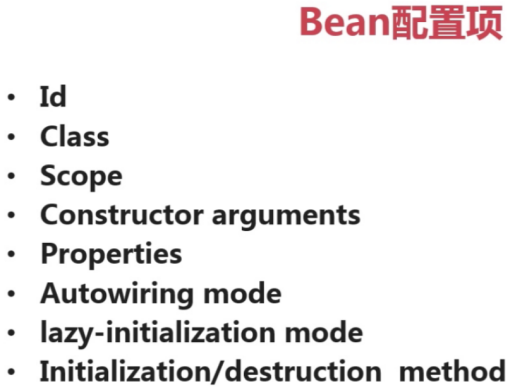 Bean配置项
• Id
• Class
• Scope
• Constructor arguments
• Properties
• Autowiring mode
• lazy-initialization mode
• Initialization/destruction method